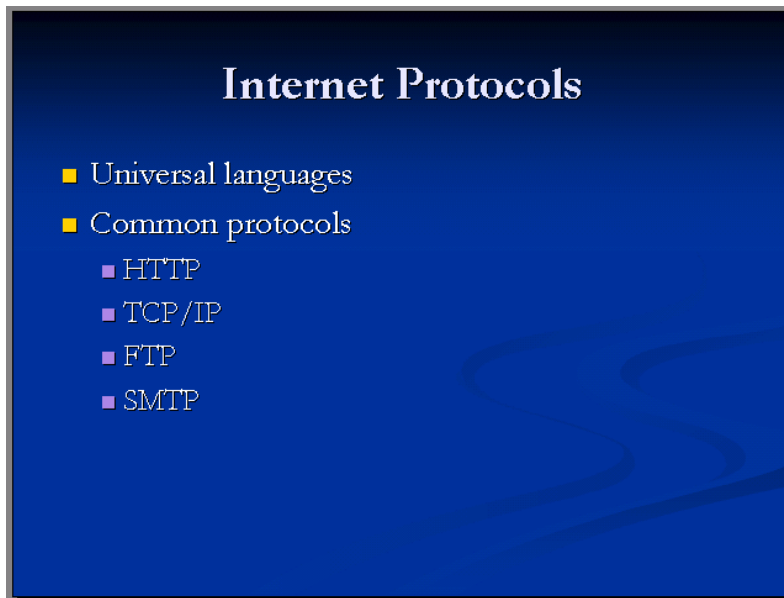 Internet Protocols
Universal languages
Common protocols
HTTP
TCP/IP
FTP
SMTP